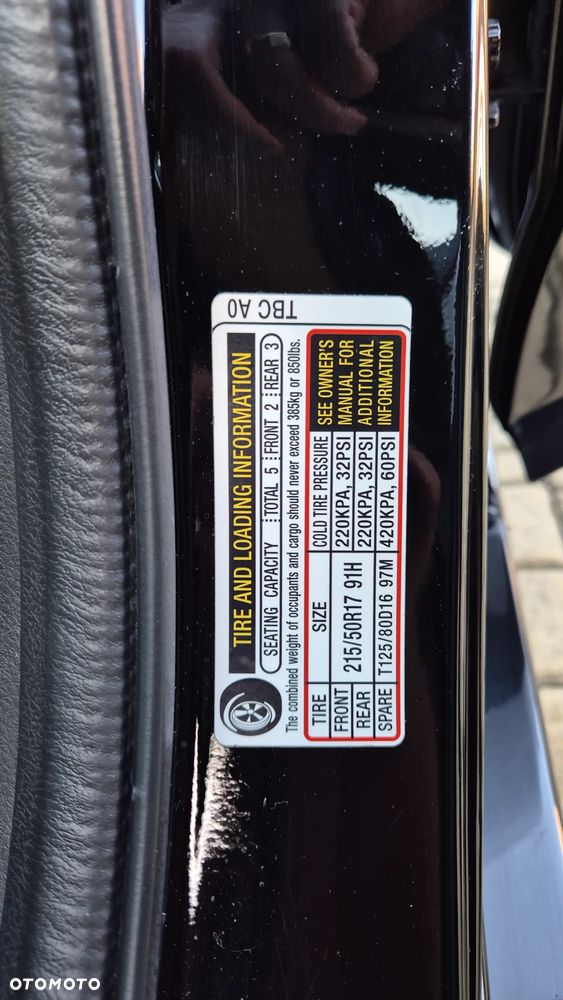 TBC A0
TIRE AND LOADING INFORMATION
SEATING CAPACITY TOTAL 5 FRONT 2 REAR 3
The combined weight of occupants and cargo should never exceed 385kg or 850lbs.
TIRE SIZE COLD TIRE PRESSURE
FRONT 215/50R17 91H 220KPA, 32PSI
REAR 220KPA, 32PSI
SPARE T125/80D16 97M 420KPA, 60PSI
SEE OWNER'S
MANUAL FOR
ADDITIONAL
INFORMATION
OTOMOTO